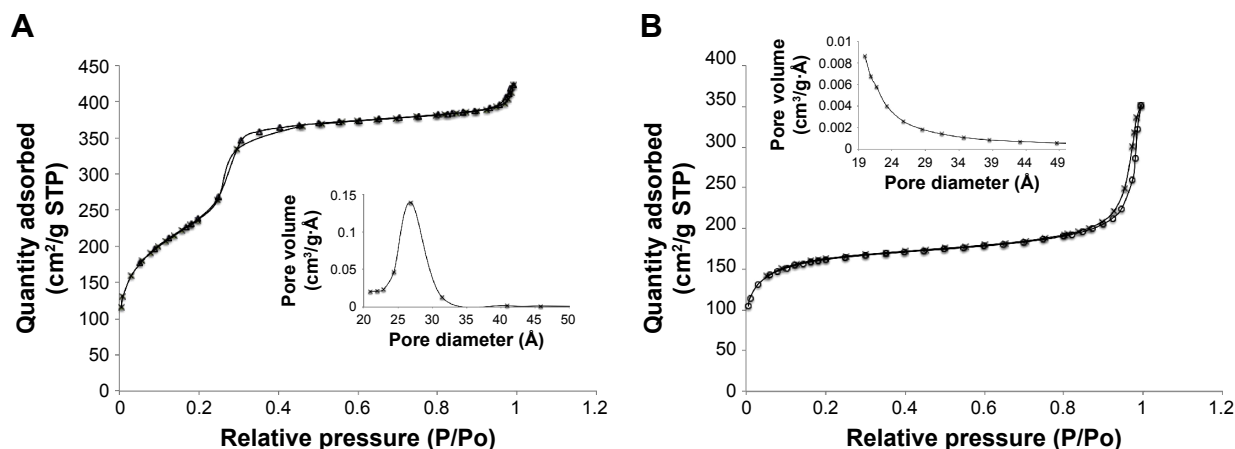 A
450
400
350
300
250
200
150
100
50
0
Quantity adsorbed
(cm²/g STP)
0 0.2 0.4 0.6 0.8 1 1.2
Relative pressure (P/Po)
0.15
0.1
0.05
0
Pore volume
(cm³/g·Å)
20 25 30 35 40 45 50
Pore diameter (Å)
B
400
350
300
250
200
150
100
50
0
Quantity adsorbed
(cm²/g STP)
0 0.2 0.4 0.6 0.8 1 1.2
Relative pressure (P/Po)
0.01
0.008
0.006
0.004
0.002
Pore volume
(cm³/g·Å)
19 24 29 34 39 44 49
Pore diameter (Å)